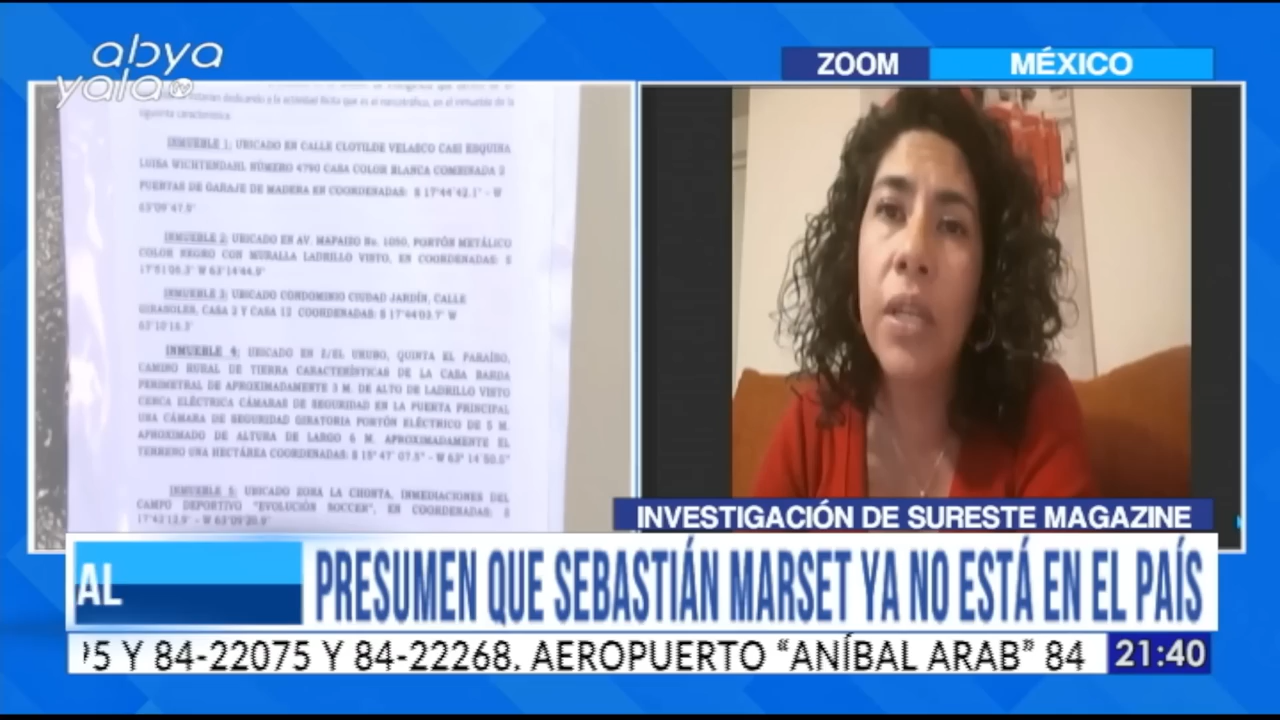 abya
yala tv
ZOOM
MÉXICO
siguiente característica:
INMUEBLE 1: UBICADO EN CALLE CLOTILDE VELASCO CASI ESQUINA
LUISA WICHTENDAHL NÚMERO 4790 CASA COLOR BLANCA COMBINADA 2
PUERTAS DE GARAJE DE MADERA EN COORDENADAS: S 17°44'42.1" - W
INMUEBLE 2: UBICADO EN AV. MAPAISO No. 1050, PORTÓN METÁLICO
COLOR NEGRO CON MURALLA LADRILLO VISTO, EN COORDENADAS: S
INMUEBLE 3: UBICADO CONDOMINIO CIUDAD JARDÍN, CALLE
GIRASOLES, CASA 2 Y CASA 12 COORDENADAS: S
INMUEBLE 4: UBICADO EN URUBO, QUINTA EL PARAÍSO,
CAMINO RURAL DE TIERRA CARACTERÍSTICAS DE LA CASA BARDA
PERIMETRAL DE APROXIMADAMENTE 3 M. DE ALTO DE LADRILLO VISTO
CERCA ELÉCTRICA CÁMARAS DE SEGURIDAD EN LA PUERTA PRINCIPAL
UNA CÁMARA DE SEGURIDAD GIRATORIA PORTÓN ELÉCTRICO DE 5 M.
APROXIMADO DE ALTURA DE LARGO 6 M. APROXIMADAMENTE EL
TERRENO UNA HECTÁREA COORDENADAS: S
INMUEBLE 5: UBICADO ZONA LA CHONTA, INMEDIACIONES DEL
CAMPO DEPORTIVO "EVOLUCIÓN SOCCER", EN COORDENADAS: S
INVESTIGACIÓN DE SURESTE MAGAZINE
AL
PRESUMEN QUE SEBASTIÁN MARSET YA NO ESTÁ EN EL PAÍS
5 Y 84-22075 Y 84-22268. AEROPUERTO “ANÍBAL ARAB” 84
21:40